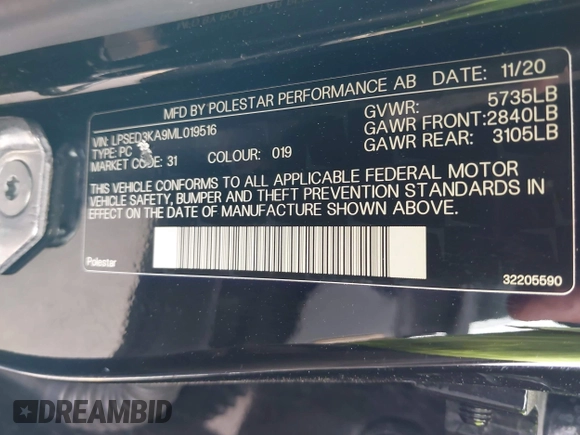 MFD BY POLESTAR PERFORMANCE AB DATE: 11/20
VIN: LPSED3KA9ML019516 GVWR: 5735LB
TYPE: PC GAWR FRONT: 2840LB
MARKET CODE: 31 COLOUR: 019 GAWR REAR: 3105LB
THIS VEHICLE CONFORMS TO ALL APPLICABLE FEDERAL MOTOR
VEHICLE SAFETY, BUMPER AND THEFT PREVENTION STANDARDS IN
EFFECT ON THE DATE OF MANUFACTURE SHOWN ABOVE.
Polestar 32205590
DREAMBID